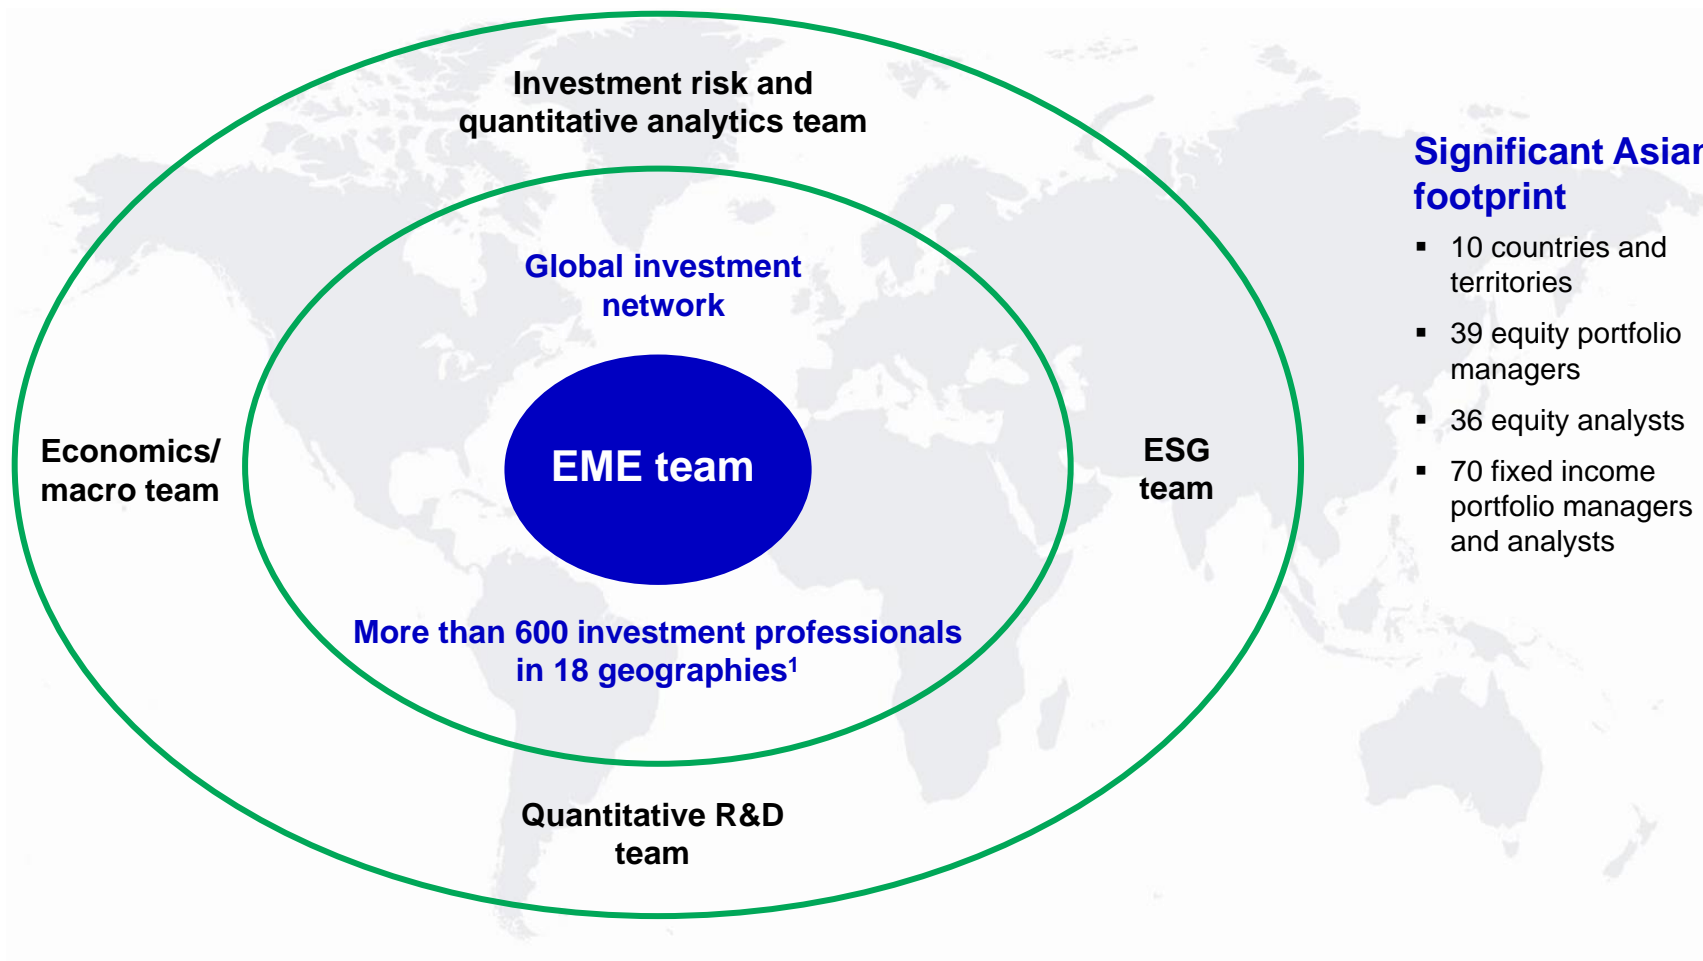 Investment risk and
quantitative analytics team
Global investment
network
EME team
Economics/
macro team
ESG
team
More than 600 investment professionals
in 18 geographies¹
Quantitative R&D
team
Significant Asian
footprint
▪ 10 countries and
territories
▪ 39 equity portfolio
managers
▪ 36 equity analysts
▪ 70 fixed income
portfolio managers
and analysts